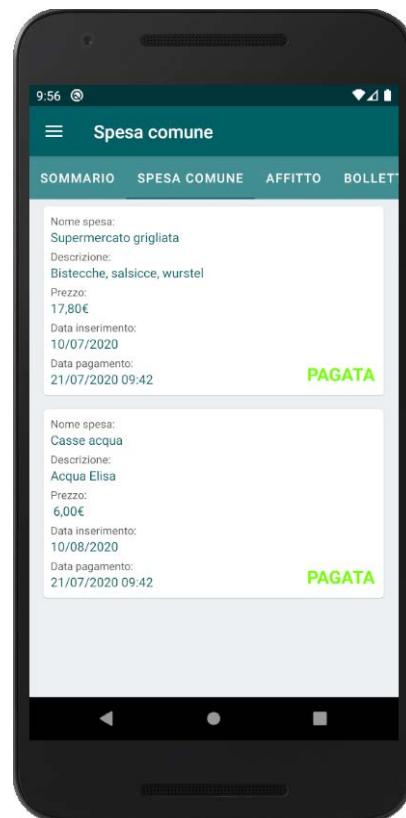 9:56
Spesa comune
SOMMARIO SPESA COMUNE AFFITTO BOLLETT
Nome spesa:
Supermercato grigliata
Descrizione:
Bistecche, salsicce, wurstel
Prezzo:
17,80€
Data inserimento:
10/07/2020
Data pagamento:
21/07/2020 09:42
PAGATA
Nome spesa:
Casse acqua
Descrizione:
Acqua Elisa
Prezzo:
6,00€
Data inserimento:
10/08/2020
Data pagamento:
21/07/2020 09:42
PAGATA